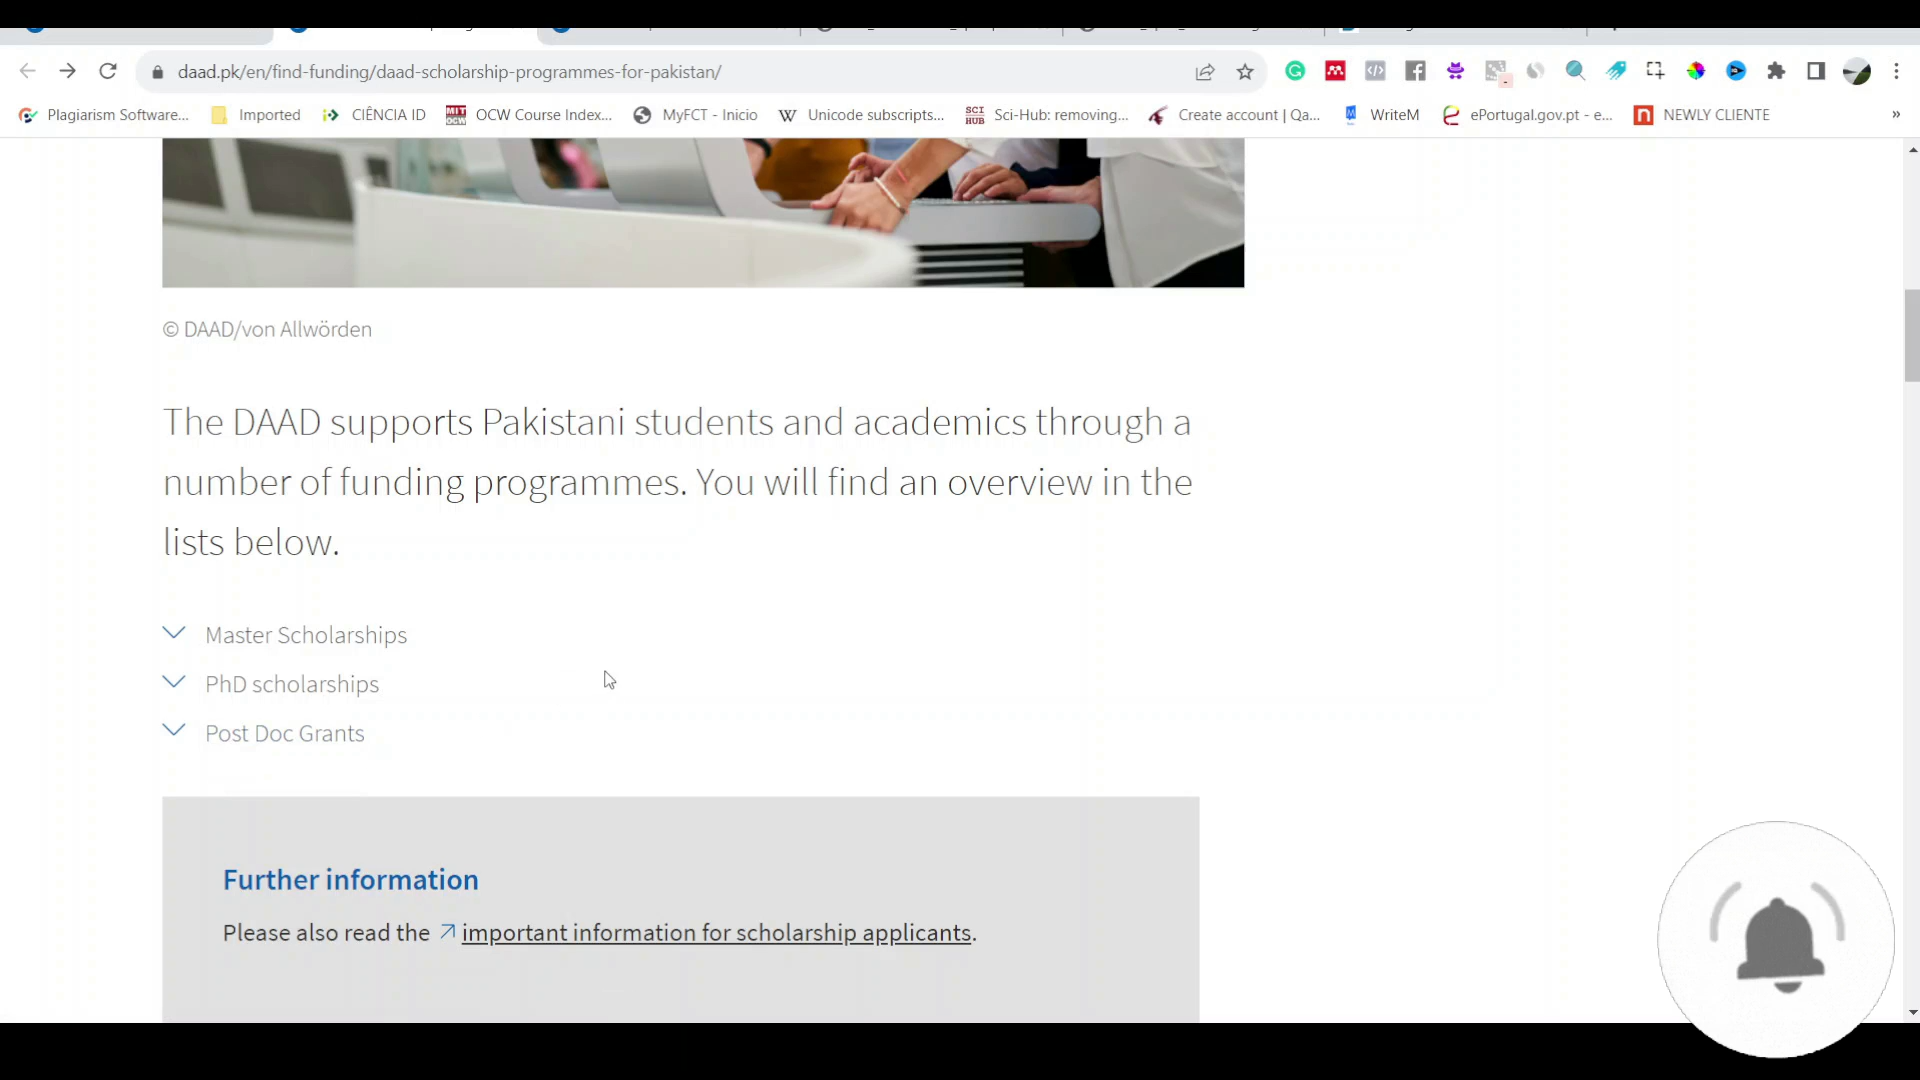 daad.pk/en/find-funding/daad-scholarship-programmes-for-pakistan/
Plagiarism Software... Imported CIÊNCIA ID MIT OCW OCW Course Index... MyFCT - Inicio W Unicode subscripts... SCI HUB Sci-Hub: removing... Create account | Qa... WriteM ePortugal.gov.pt - e... n NEWLY CLIENTE »
© DAAD/von Allwörden
The DAAD supports Pakistani students and academics through a
number of funding programmes. You will find an overview in the
lists below.
Master Scholarships
PhD scholarships
Post Doc Grants
Further information
Please also read the important information for scholarship applicants.